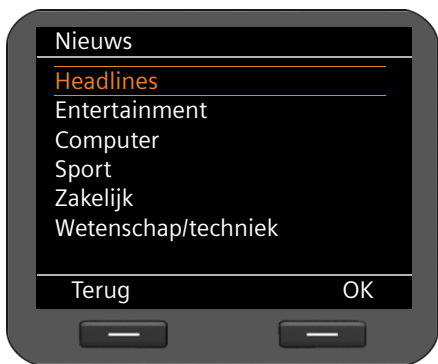 Nieuws
Headlines
Entertainment
Computer
Sport
Zakelijk
Wetenschap/techniek
Terug OK